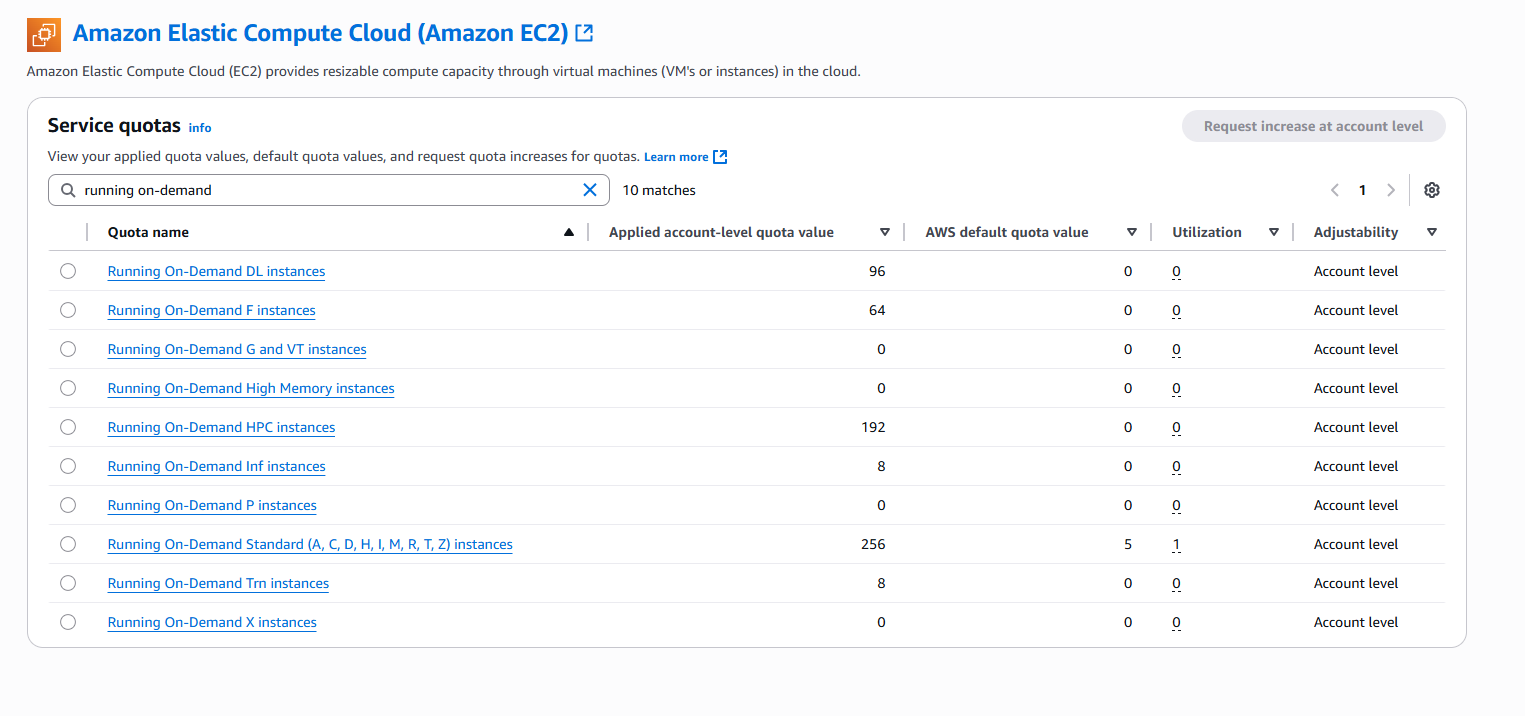 Amazon Elastic Compute Cloud (Amazon EC2)
Amazon Elastic Compute Cloud (EC2) provides resizable compute capacity through virtual machines (VM's or instances) in the cloud.
Service quotas info
Request increase at account level
View your applied quota values, default quota values, and request quota increases for quotas. Learn more
running on-demand
10 matches
1
Quota name Applied account-level quota value AWS default quota value Utilization Adjustability
Running On-Demand DL instances 96 0 0 Account level
Running On-Demand F instances 64 0 0 Account level
Running On-Demand G and VT instances 0 0 0 Account level
Running On-Demand High Memory instances 0 0 0 Account level
Running On-Demand HPC instances 192 0 0 Account level
Running On-Demand Inf instances 8 0 0 Account level
Running On-Demand P instances 0 0 0 Account level
Running On-Demand Standard (A, C, D, H, I, M, R, T, Z) instances 256 5 1 Account level
Running On-Demand Trn instances 8 0 0 Account level
Running On-Demand X instances 0 0 0 Account level